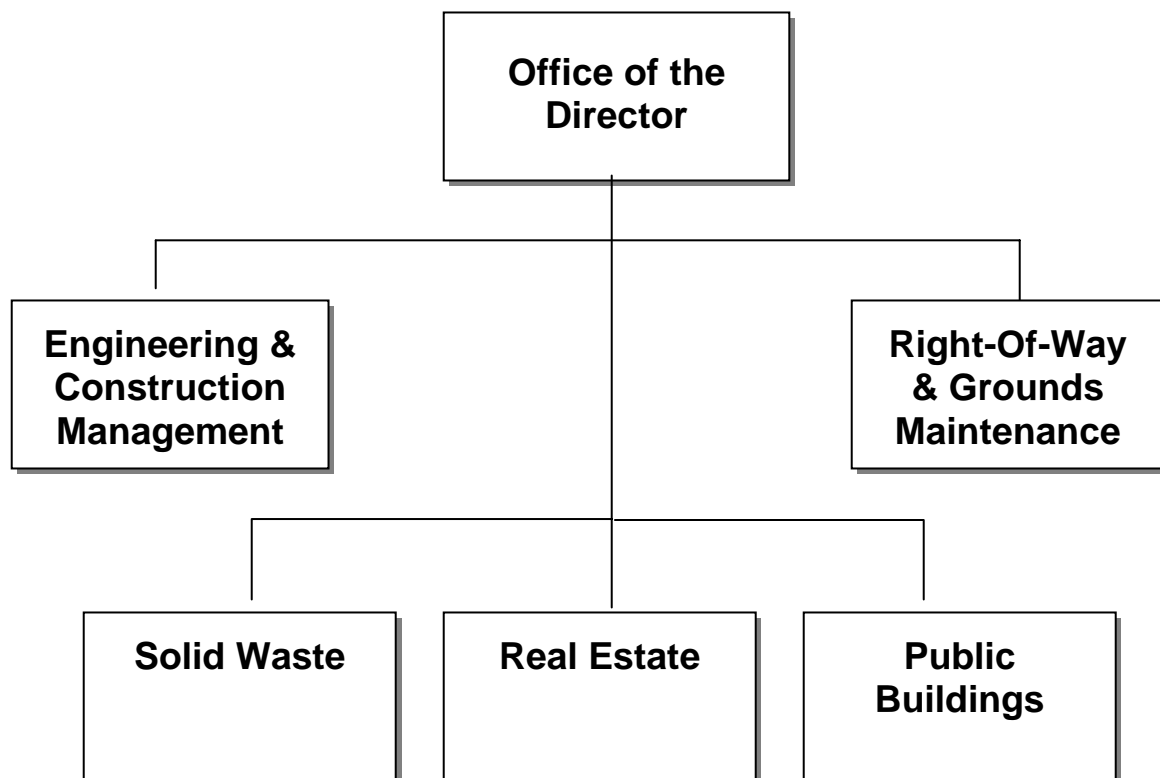 Office of the
Director
Engineering &
Construction
Management
Right-Of-Way
& Grounds
Maintenance
Solid Waste
Real Estate
Public
Buildings